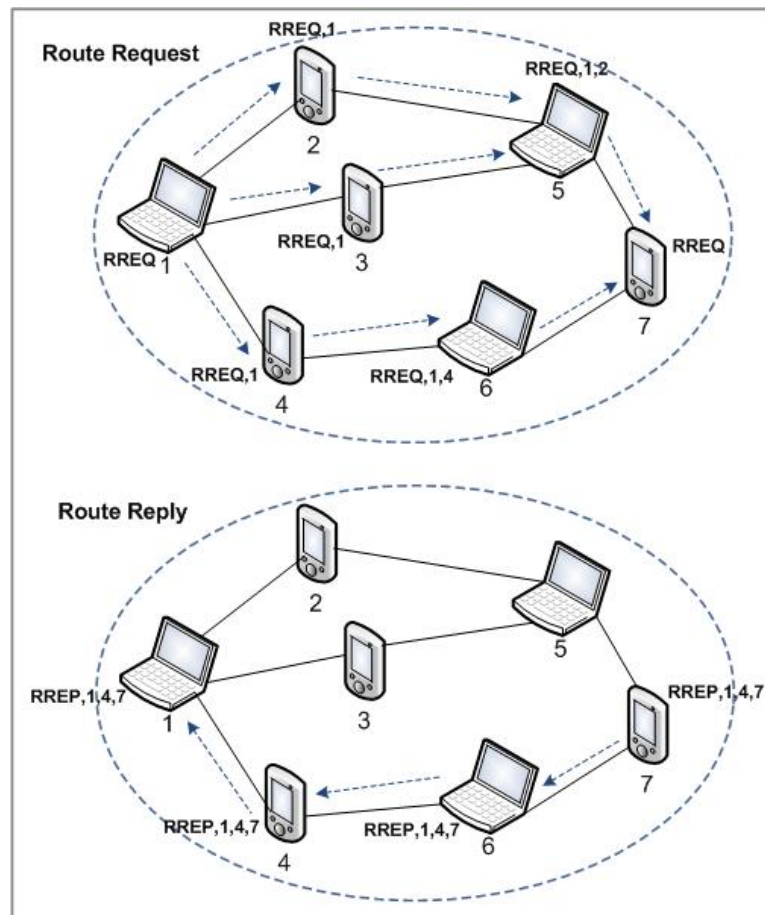 RREQ,1
Route Request
RREQ,1,2
2
5
RREQ,1
3
RREQ
1
RREQ
7
RREQ,1
4
RREQ,1,4
6
Route Reply
2
5
3
RREP,1,4,7
1
RREP,1,4,7
7
RREP,1,4,7
4
RREP,1,4,7
6